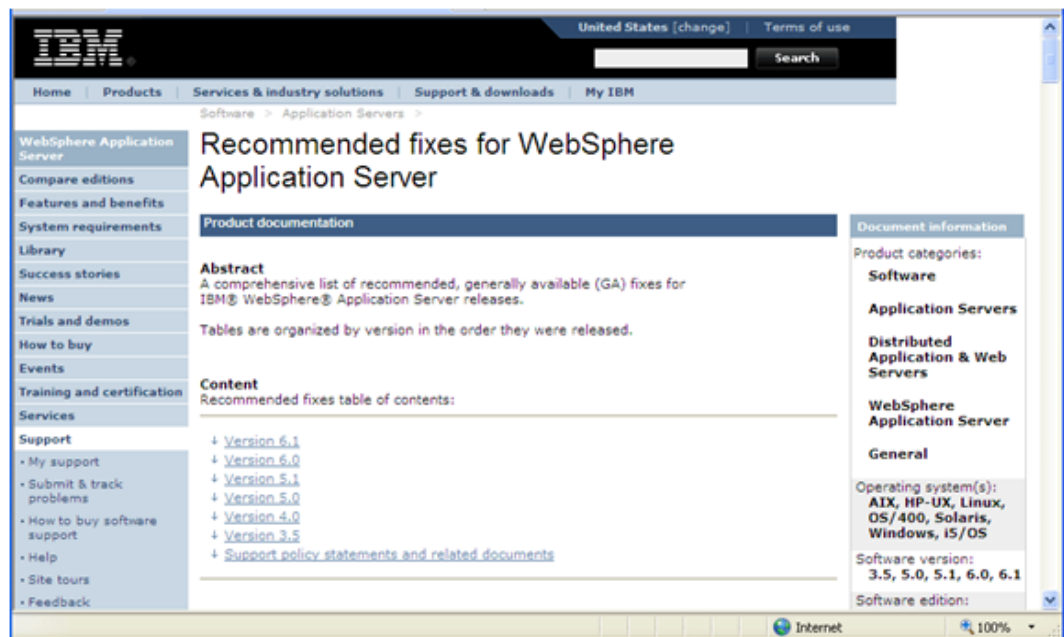 IBM
United States [change] | Terms of use
Search
Home | Products | Services & industry solutions | Support & downloads | My IBM
Software > Application Servers >
WebSphere Application
Server
Compare editions
Features and benefits
System requirements
Library
Success stories
News
Trials and demos
How to buy
Events
Training and certification
Services
Support
• My support
• Submit & track
problems
• How to buy software
support
• Help
• Site tours
• Feedback
Recommended fixes for WebSphere
Application Server
Product documentation
Abstract
A comprehensive list of recommended, generally available (GA) fixes for
IBM® WebSphere® Application Server releases.
Tables are organized by version in the order they were released.
Content
Recommended fixes table of contents:
↓ Version 6.1
↓ Version 6.0
↓ Version 5.1
↓ Version 5.0
↓ Version 4.0
↓ Version 3.5
↓ Support policy statements and related documents
Document information
Product categories:
Software
Application Servers
Distributed
Application & Web
Servers
WebSphere
Application Server
General
Operating system(s):
AIX, HP-UX, Linux,
OS/400, Solaris,
Windows, i5/OS
Software version:
3.5, 5.0, 5.1, 6.0, 6.1
Software edition:
Internet
100%